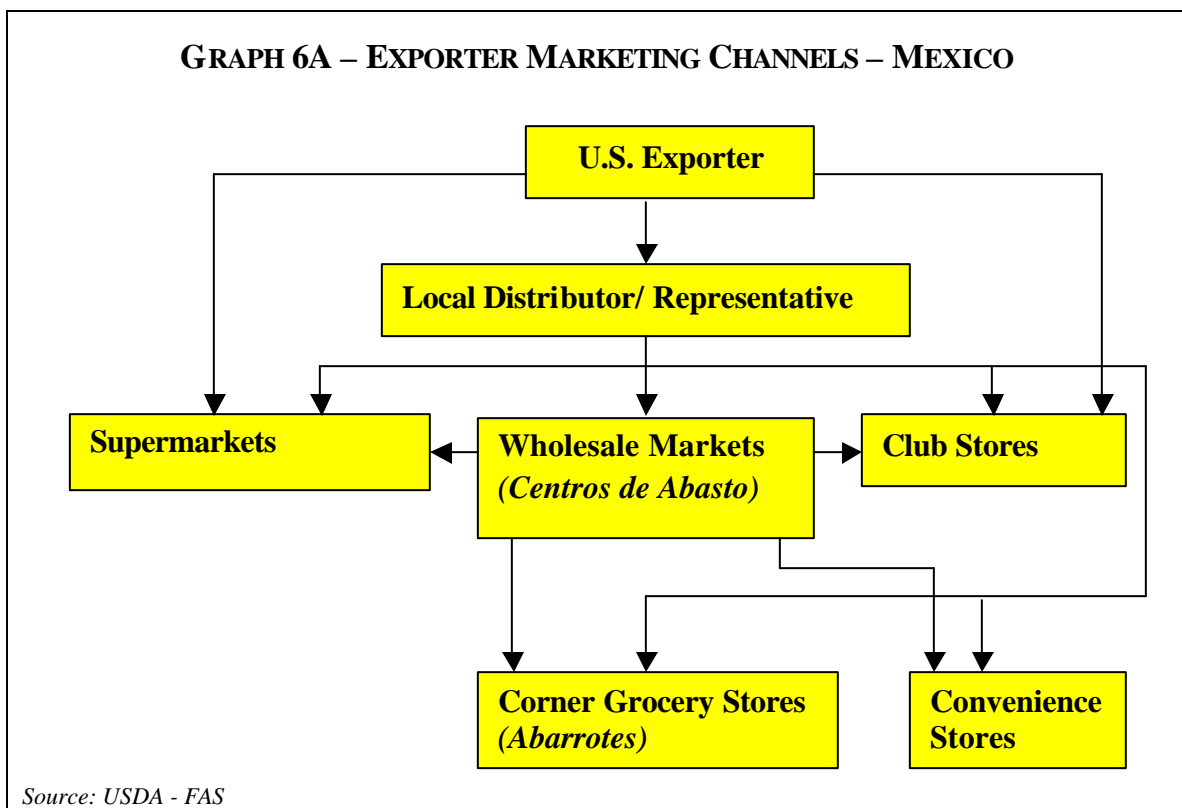 GRAPH 6A – EXPORTER MARKETING CHANNELS – MEXICO
U.S. Exporter
Local Distributor/ Representative
Supermarkets
Wholesale Markets
(Centros de Abasto)
Club Stores
Corner Grocery Stores
(Abarrotes)
Convenience
Stores
Source: USDA - FAS